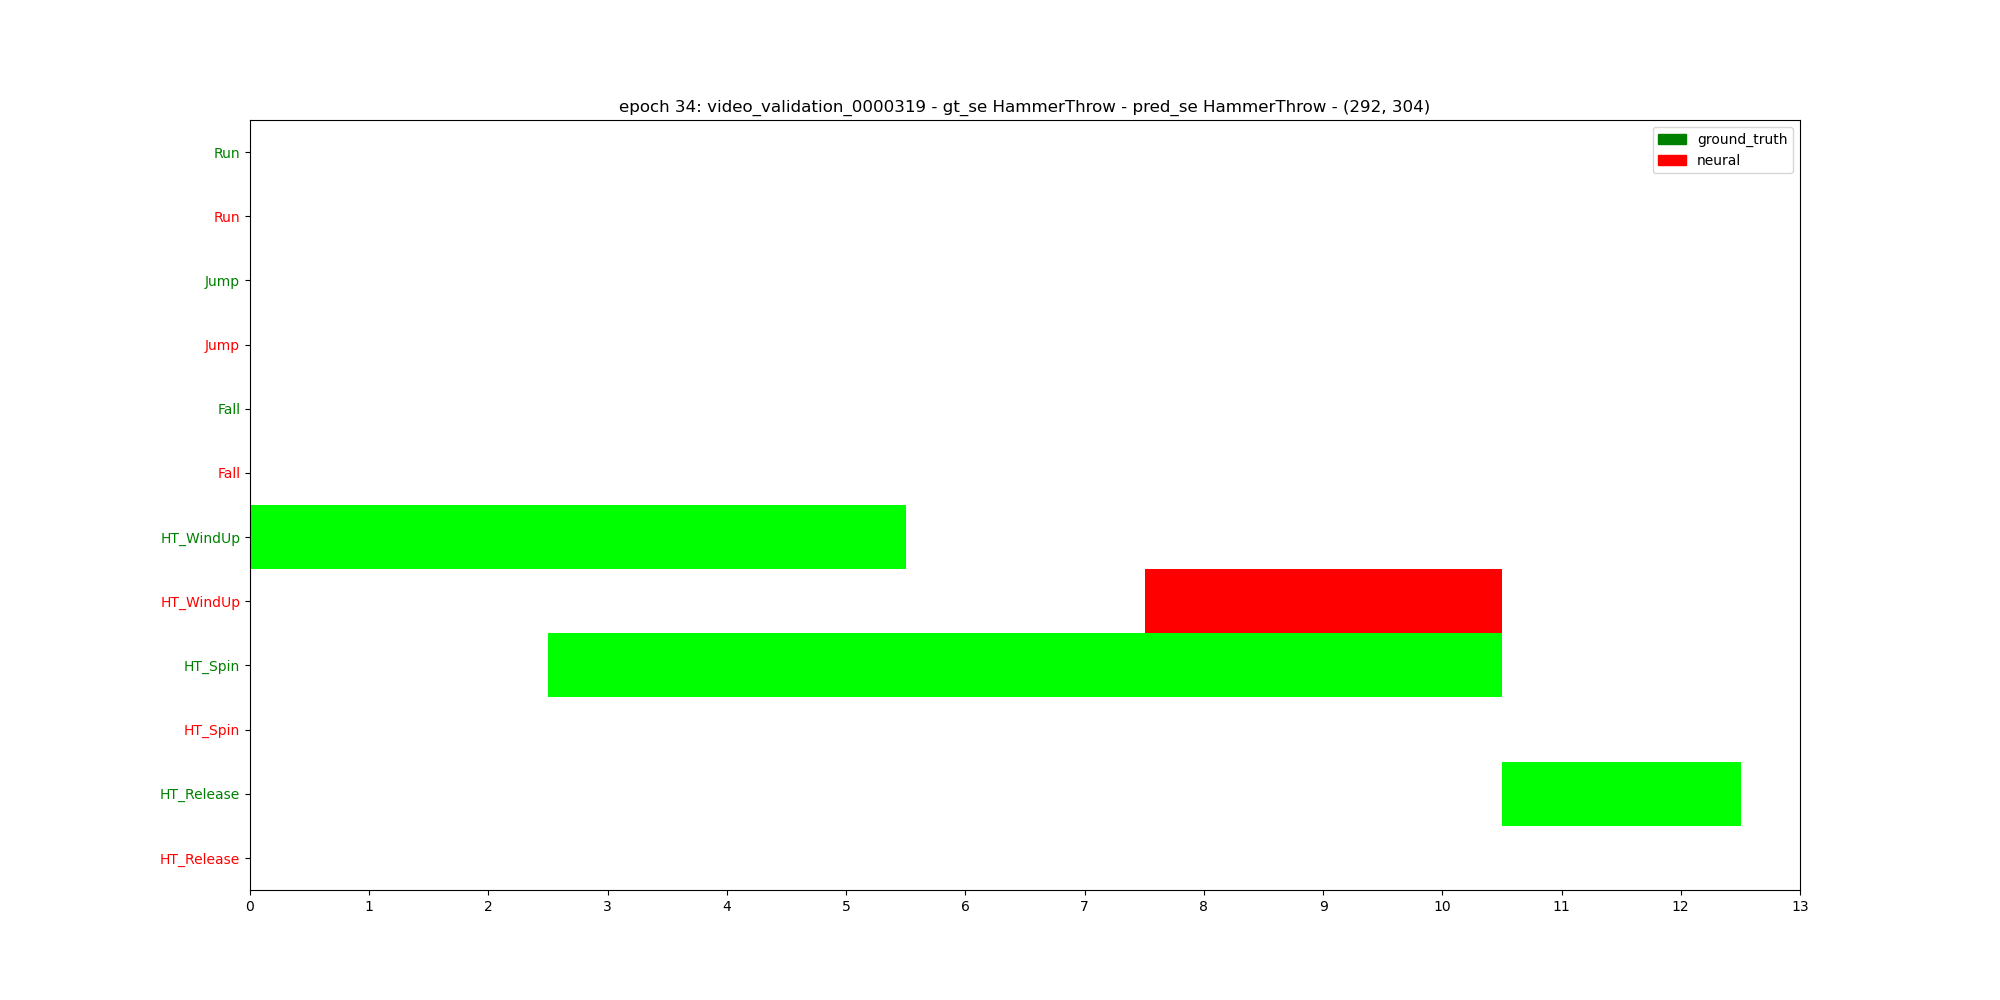 epoch 34: video_validation_0000319 - gt_se HammerThrow - pred_se HammerThrow - (292, 304)
ground_truth
neural
Run
Run
Jump
Jump
Fall
Fall
HT_WindUp
HT_WindUp
HT_Spin
HT_Spin
HT_Release
HT_Release
0 1 2 3 4 5 6 7 8 9 10 11 12 13